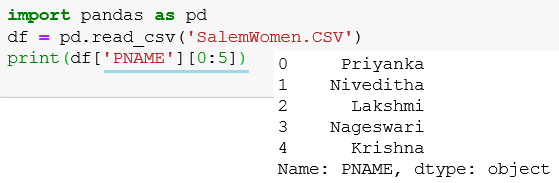 import pandas as pd
df = pd.read_csv('SalemWomen.CSV')
print(df['PNAME'][0:5])
0 Priyanka
1 Niveditha
2 Lakshmi
3 Nageswari
4 Krishna
Name: PNAME, dtype: object